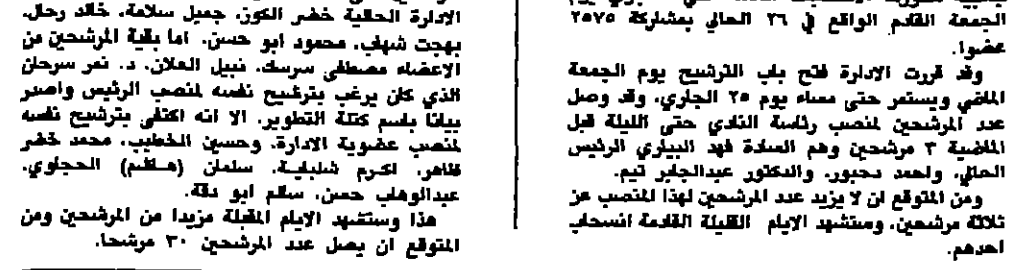 الجمعة القادم الواقع في ٢٦ الحالي بمشاركة ٢٥٧٥
عضوا.
وقد قررت الادارة فتح باب الترشيح يوم الجمعة
الماضي ويستمر حتى مساء يوم ٢٥ الجاري، وقد وصل
عدد المرشحين لمنصب رئاسة النادي حتى الليلة قبل
الماضية ٣ مرشحين وهم السادة فهد البياري الرئيس
الحالي، واحمد دحبور، والدكتور عبدالجابر تيم.
ومن المتوقع ان لا يزيد عدد المرشحين لهذا المنصب عن
ثلاثة مرشحين، وستشهد الايام القليلة القادمة انسحاب
احدهم.
الادارة الحالية خضر الكوز، جميل سلامة، خالد رحال،
بهجت شهاب، محمود ابو حسن. اما بقية المرشحين من
الاعضاء مصطفى سرسك، نبيل العلان، د. نمر سرحان
الذي كان يرغب بترشيح نفسه لمنصب الرئيس واصدر
بيانا باسم كتلة التطوير، الا انه اكتفى بترشيح نفسه
لمنصب عضوية الادارة، وحسين الخطيب، محمد خضر
ظاهر، اكرم شلباية، سلمان (هاشم) الحجاوي،
عبدالوهاب حسن، سالم ابو دقة.
هذا وستشهد الايام المقبلة مزيدا من المرشحين ومن
المتوقع ان يصل عدد المرشحين ٣٠ مرشحا.